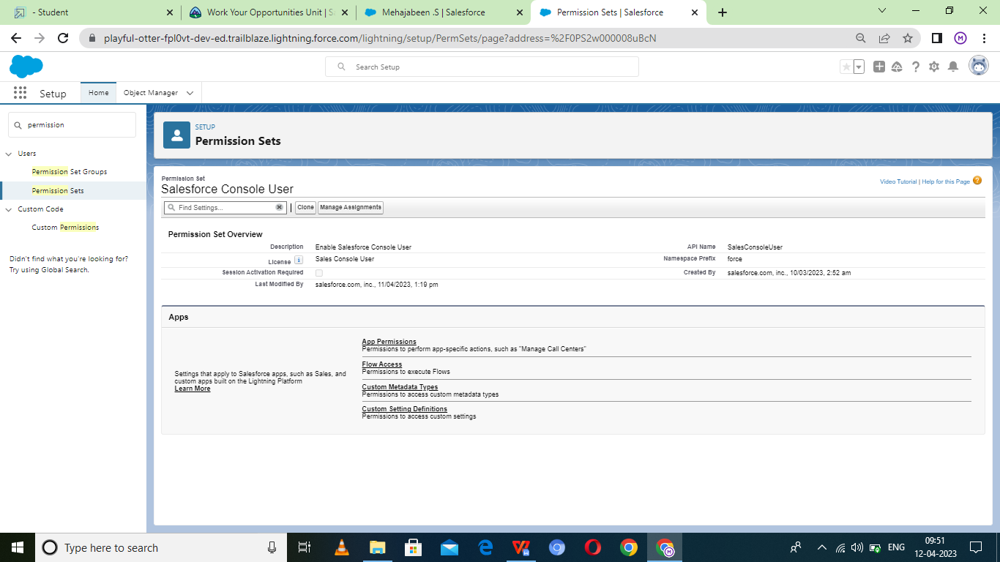 - Student
Work Your Opportunities Unit | S
Mehajabeen .S | Salesforce
Permission Sets | Salesforce
playful-otter-fpl0vt-dev-ed.trailblaze.lightning.force.com/lightning/setup/PermSets/page?address=%2F0PS2w000008uBcN
M
Search Setup
Setup
Home
Object Manager
permission
Users
Permission Set Groups
Permission Sets
Custom Code
Custom Permissions
Didn't find what you're looking for?
Try using Global Search.
SETUP
Permission Sets
Permission Set
Salesforce Console User
Video Tutorial | Help for this Page
Find Settings...
Clone
Manage Assignments
Permission Set Overview
Description Enable Salesforce Console User API Name SalesConsoleUser
License i Sales Console User Namespace Prefix force
Session Activation Required Created By salesforce.com, inc., 10/03/2023, 2:52 am
Last Modified By salesforce.com, inc., 11/04/2023, 1:19 pm
Apps
Settings that apply to Salesforce apps, such as Sales, and
custom apps built on the Lightning Platform
Learn More
App Permissions
Permissions to perform app-specific actions, such as "Manage Call Centers"
Flow Access
Permissions to execute Flows
Custom Metadata Types
Permissions to access custom metadata types
Custom Setting Definitions
Permissions to access custom settings
Type here to search
ENG
09:51
12-04-2023